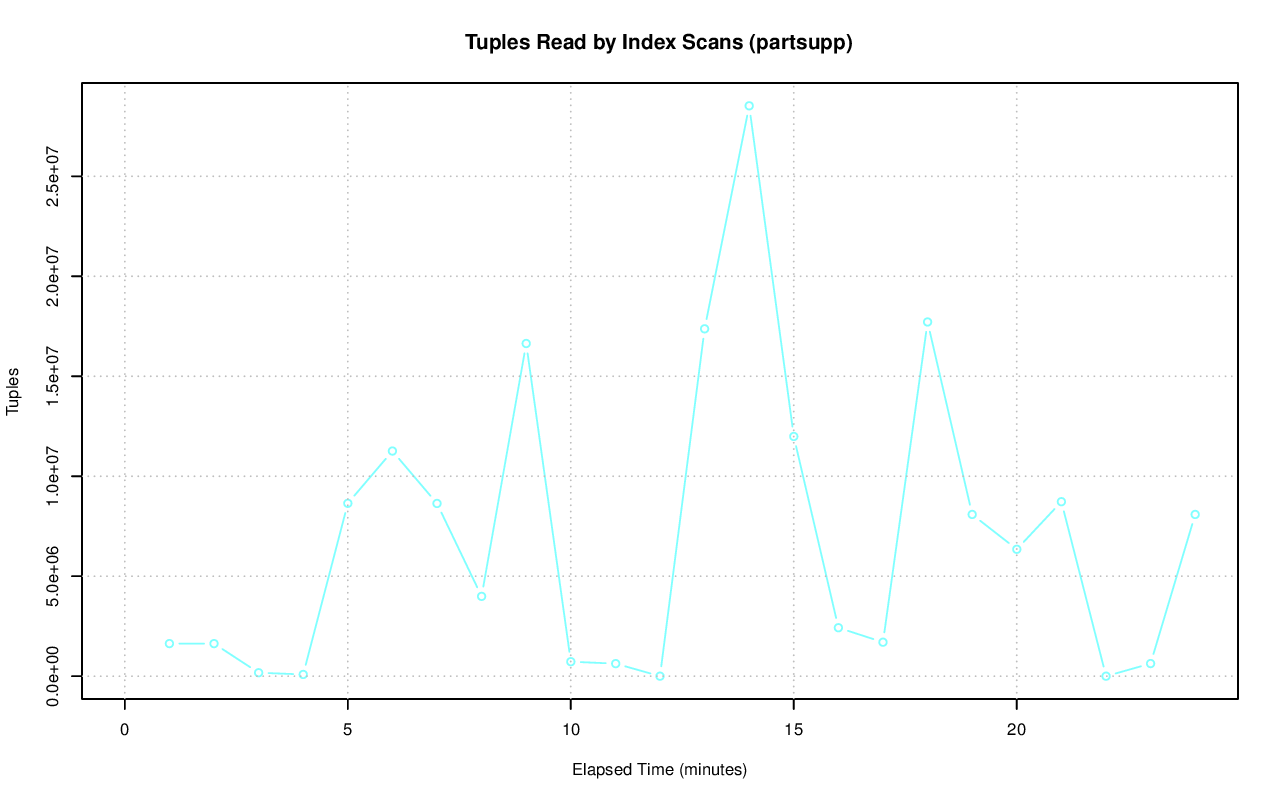 Tuples Read by Index Scans (partsupp)
Tuples
2.5e+07
2.0e+07
1.5e+07
1.0e+07
5.0e+06
0.0e+00
0 5 10 15 20
Elapsed Time (minutes)